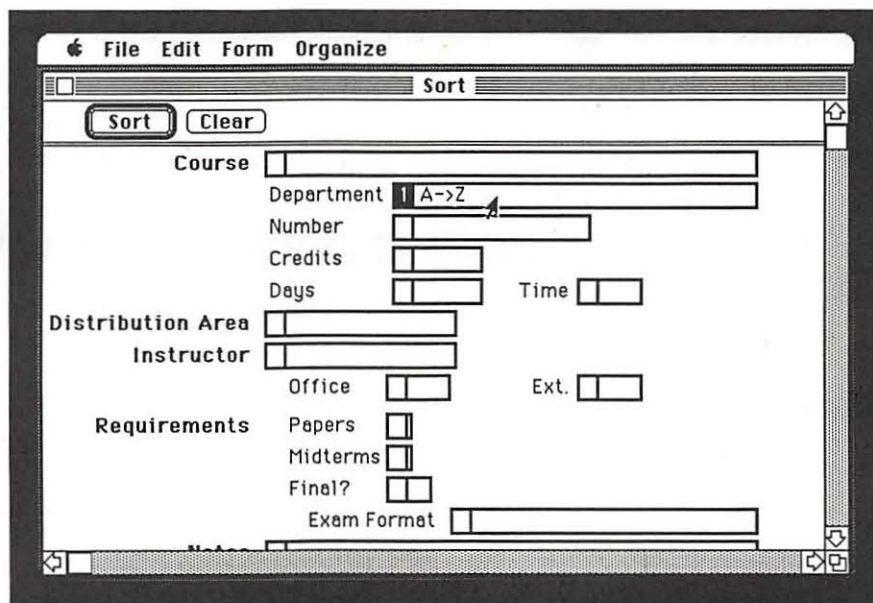 File Edit Form Organize
Sort
Sort Clear
Course
Department 1 A->Z
Number
Credits
Days Time
Distribution Area
Instructor
Office Ext.
Requirements Papers
Midterms
Final?
Exam Format
Notes